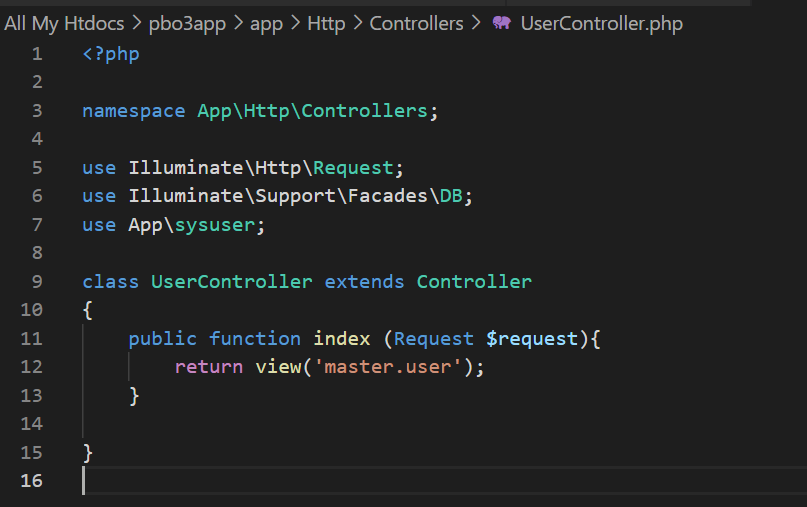 All My Htdocs > pbo3app > app > Http > Controllers > UserController.php
1 <?php
2
3 namespace App\Http\Controllers;
4
5 use Illuminate\Http\Request;
6 use Illuminate\Support\Facades\DB;
7 use App\sysuser;
8
9 class UserController extends Controller
10 {
11     public function index (Request $request){
12         return view('master.user');
13     }
14
15 }
16